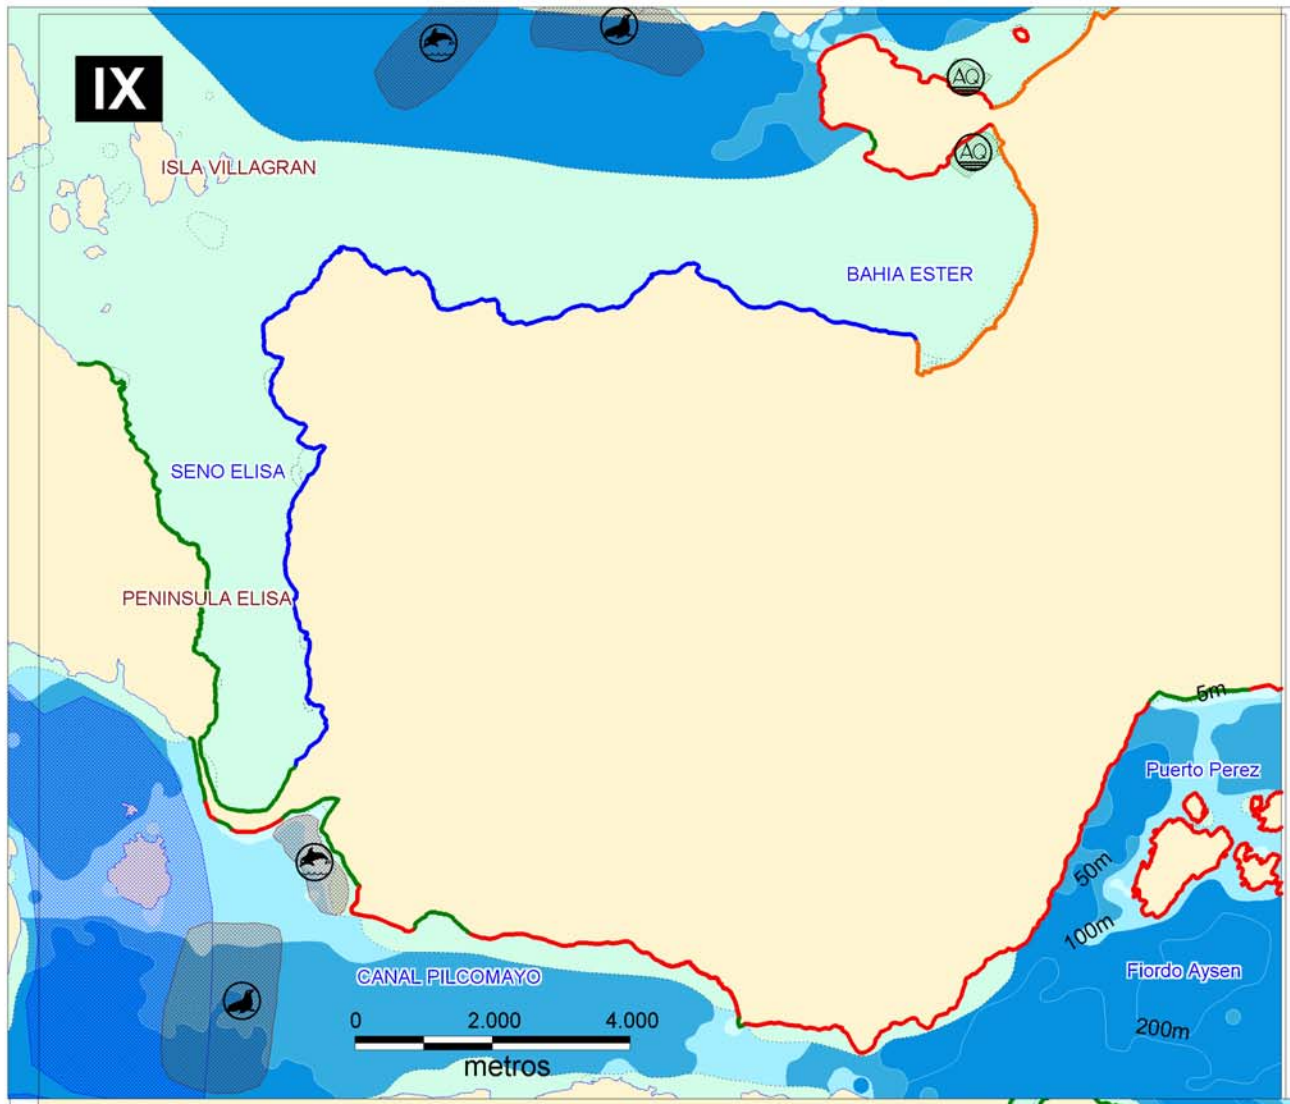 IX
AQ
AQ
ISLA VILLAGRAN
BAHIA ESTER
SENO ELISA
PENINSULA ELISA
5m
Puerto Perez
50m
100m
Fiordo Aysen
CANAL PILCOMAYO
0 2.000 4.000
metros
200m